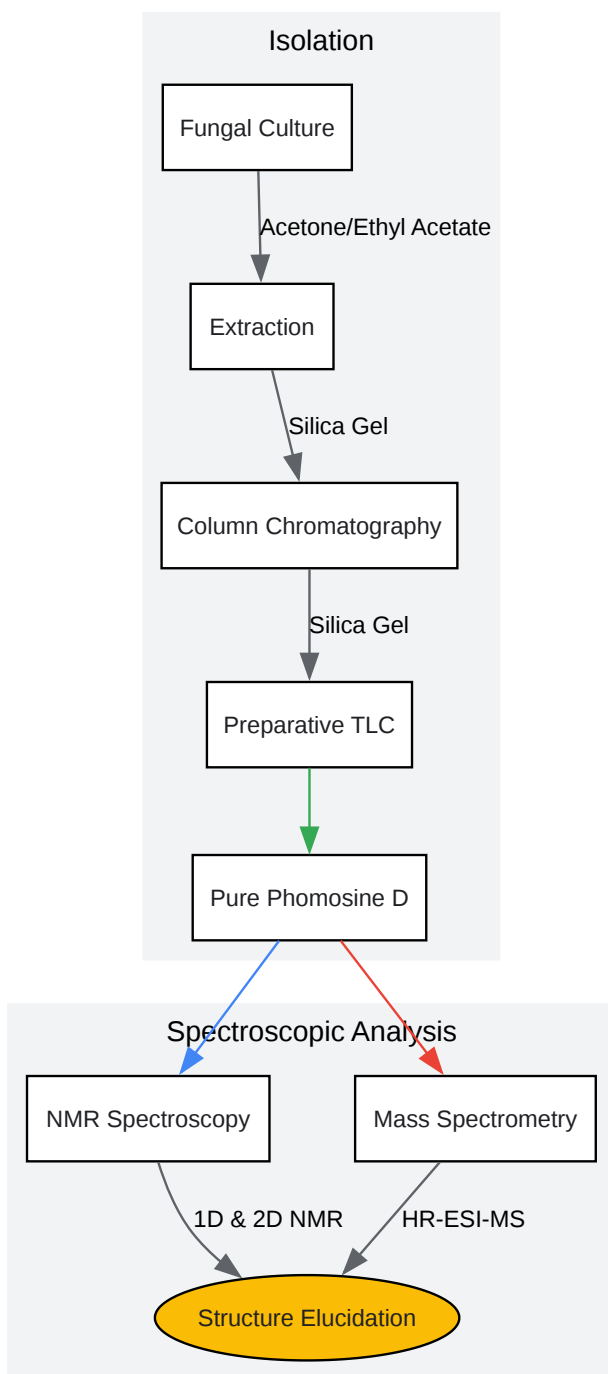 Isolation
Fungal Culture
Acetone/Ethyl Acetate
Extraction
Silica Gel
Column Chromatography
Silica Gel
Preparative TLC
Pure Phomosine D
Spectroscopic Analysis
NMR Spectroscopy
Mass Spectrometry
1D & 2D NMR
HR-ESI-MS
Structure Elucidation